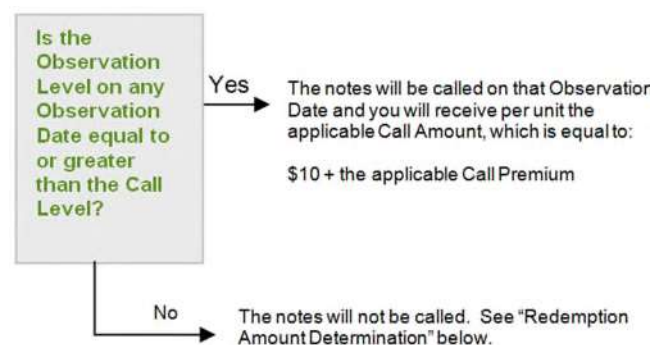 Is the
Observation
Level on any
Observation
Date equal to
or greater
than the Call
Level?
Yes
The notes will be called on that Observation
Date and you will receive per unit the
applicable Call Amount, which is equal to:
$10 + the applicable Call Premium
No
The notes will not be called. See “Redemption
Amount Determination” below.